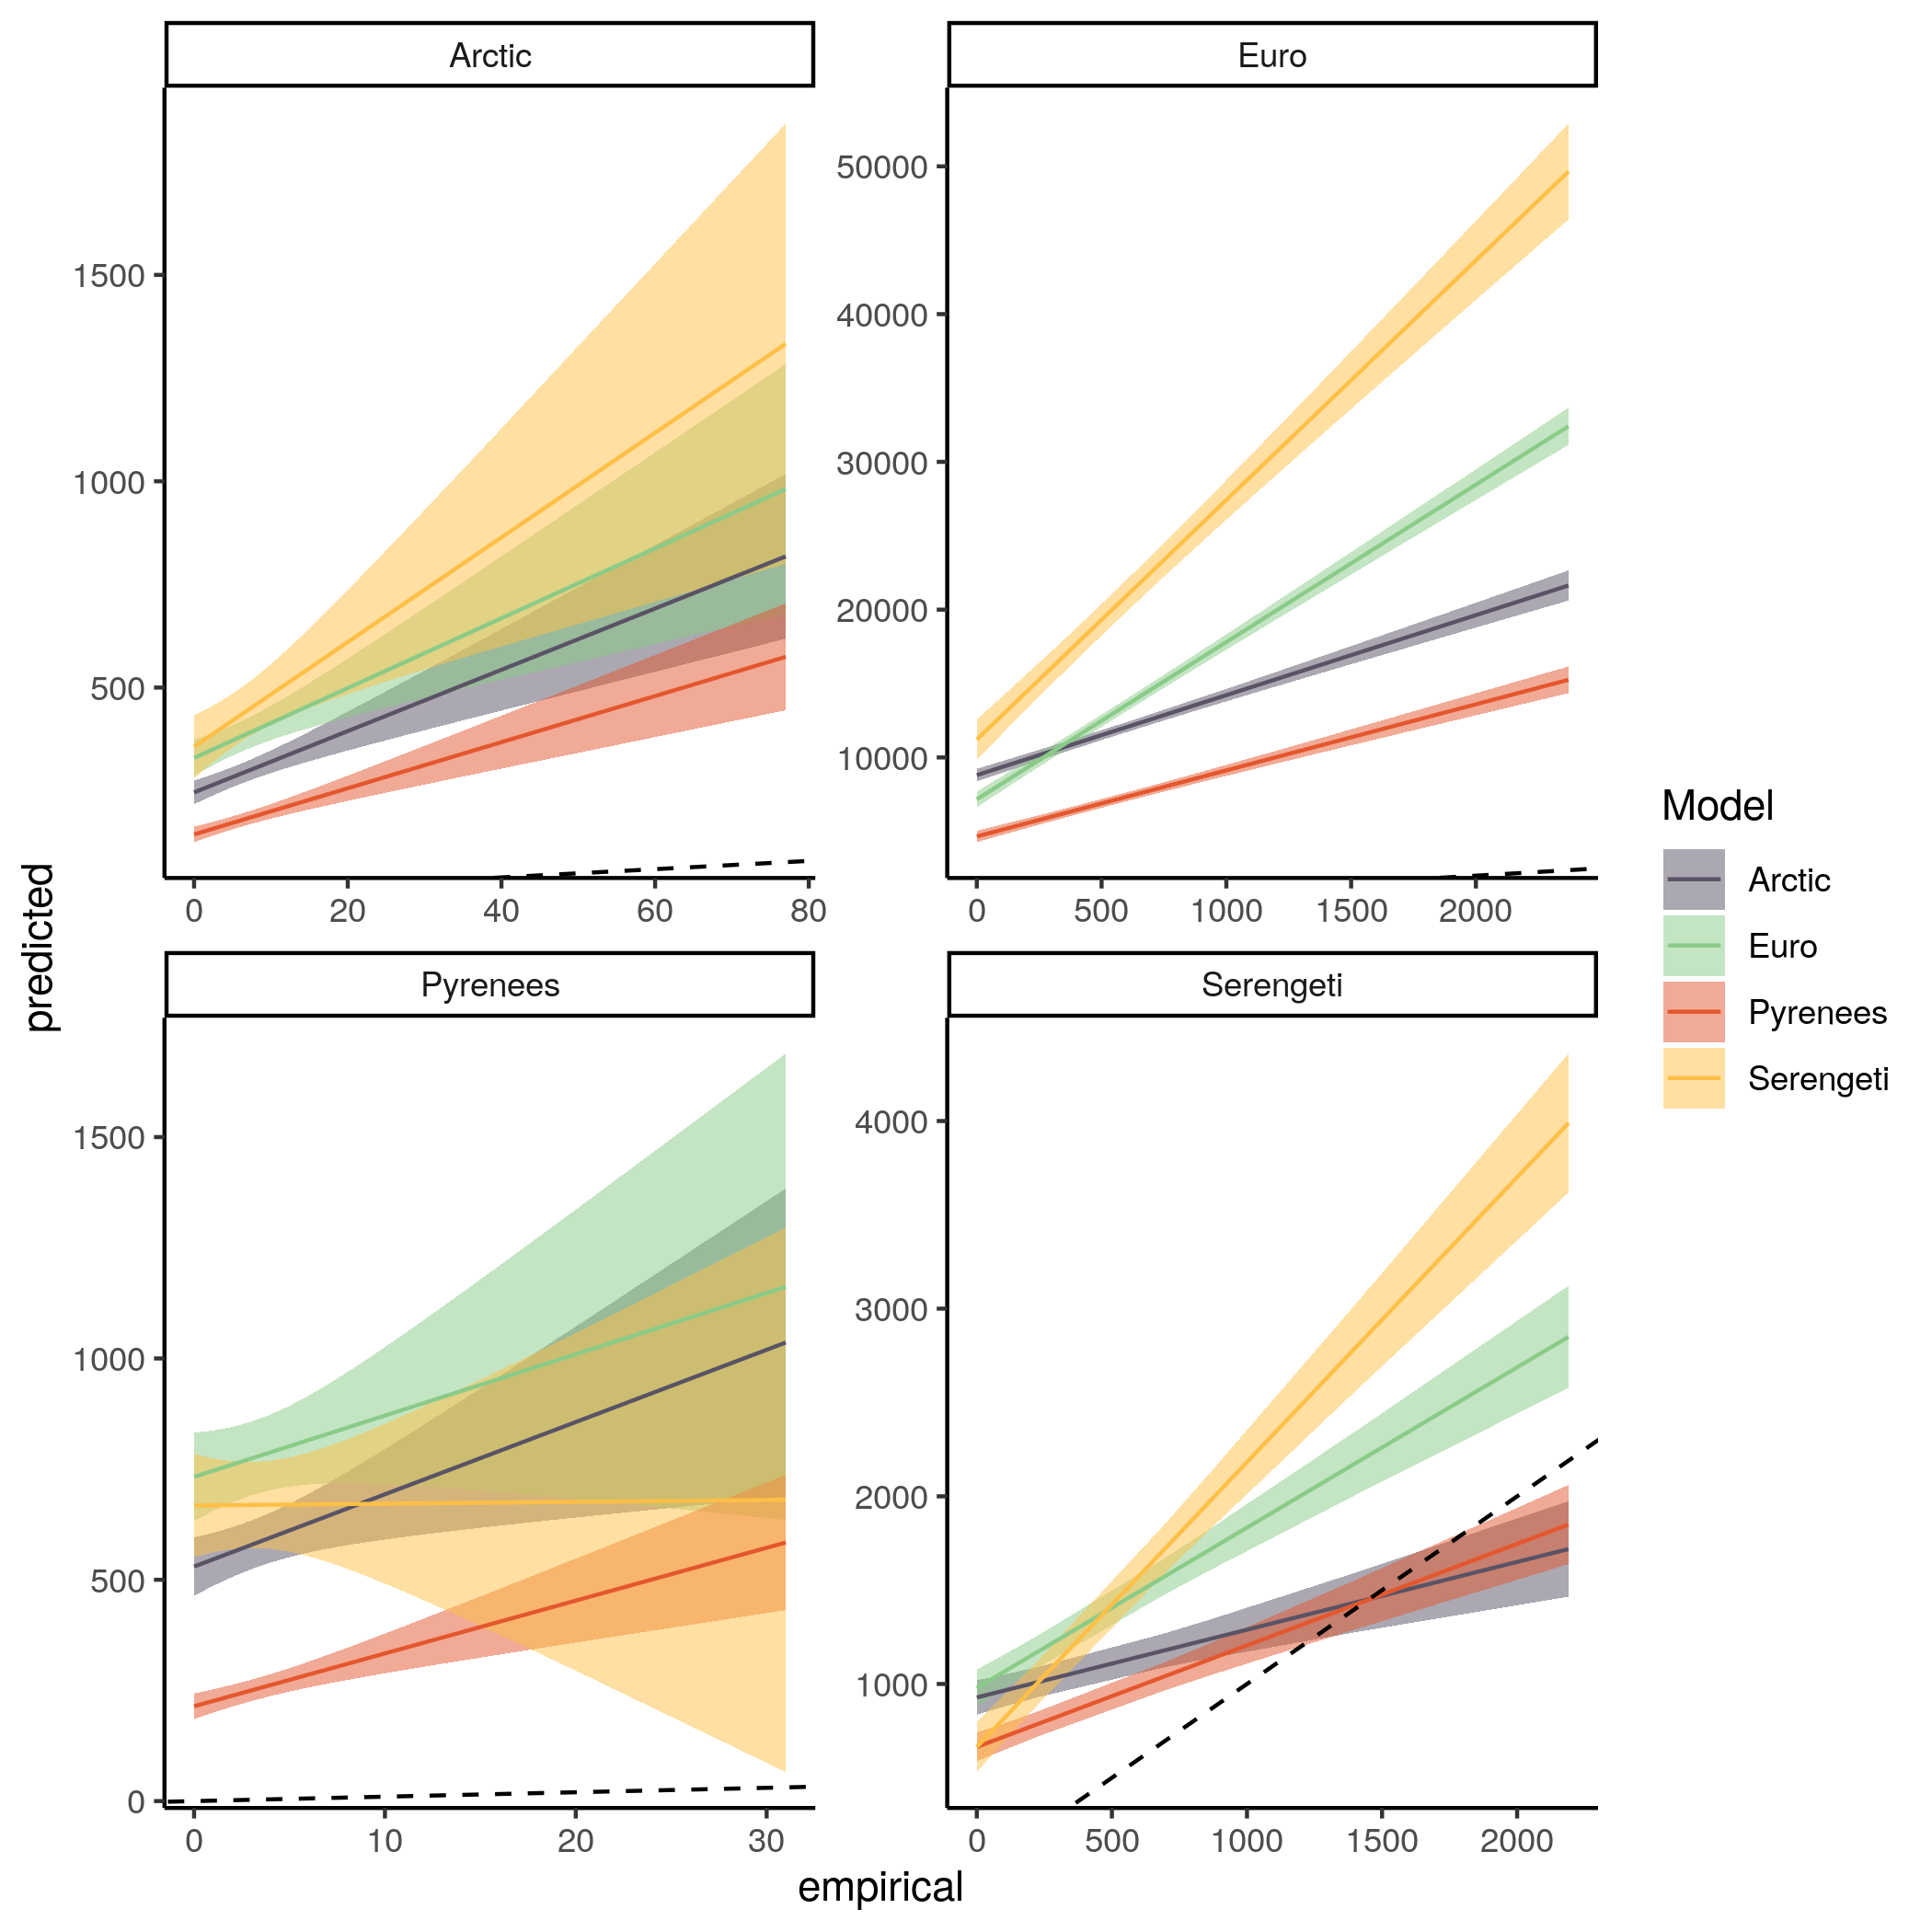 Arctic
Euro
1500
1000
500
50000
40000
30000
20000
10000
0 20 40 60 80
0 500 1000 1500 2000
Pyrenees
Serengeti
1500
1000
500
0
4000
3000
2000
1000
0 10 20 30
0 500 1000 1500 2000
predicted
empirical
Model
Arctic
Euro
Pyrenees
Serengeti